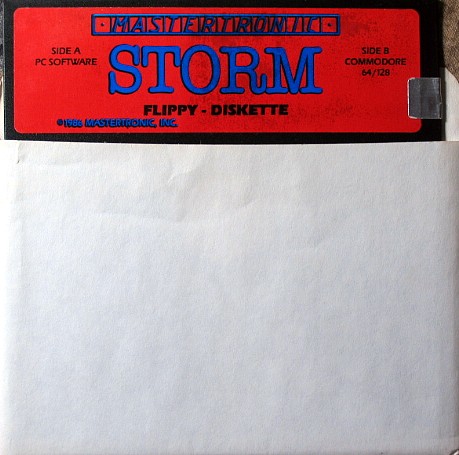 • MASTERTRONIC •
SIDE A
PC SOFTWARE
STORM
SIDE B
COMMODORE
64/128
FLIPPY - DISKETTE
©1986 MASTERTRONIC, INC.